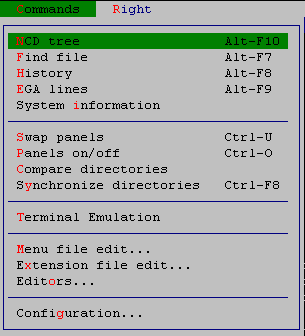 Commands Right
NCD tree Alt-F10
Find file Alt-F7
History Alt-F8
EGA lines Alt-F9
System information
Swap panels Ctrl-U
Panels on/off Ctrl-O
Compare directories
Synchronize directories Ctrl-F8
Terminal Emulation
Menu file edit...
Extension file edit...
Editors...
Configuration...